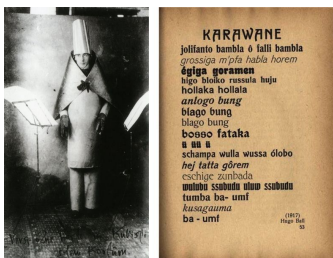 KARAWANE
jolifanto bambla ô falli bambla
grossiga m'pfa habla horem
égiga goramen
higo bloiko russula huju
hollaka hollala
anlogo bung
blago bung
blago bung
bosso fataka
ü üü ü
schampa wulla wussa ólobo
hej tatta gôrem
eschige zunbada
wulubu ssubudu uluw ssubudu
tumba ba- umf
kusagauma
ba - umf
(1917)
Hugo Ball
53